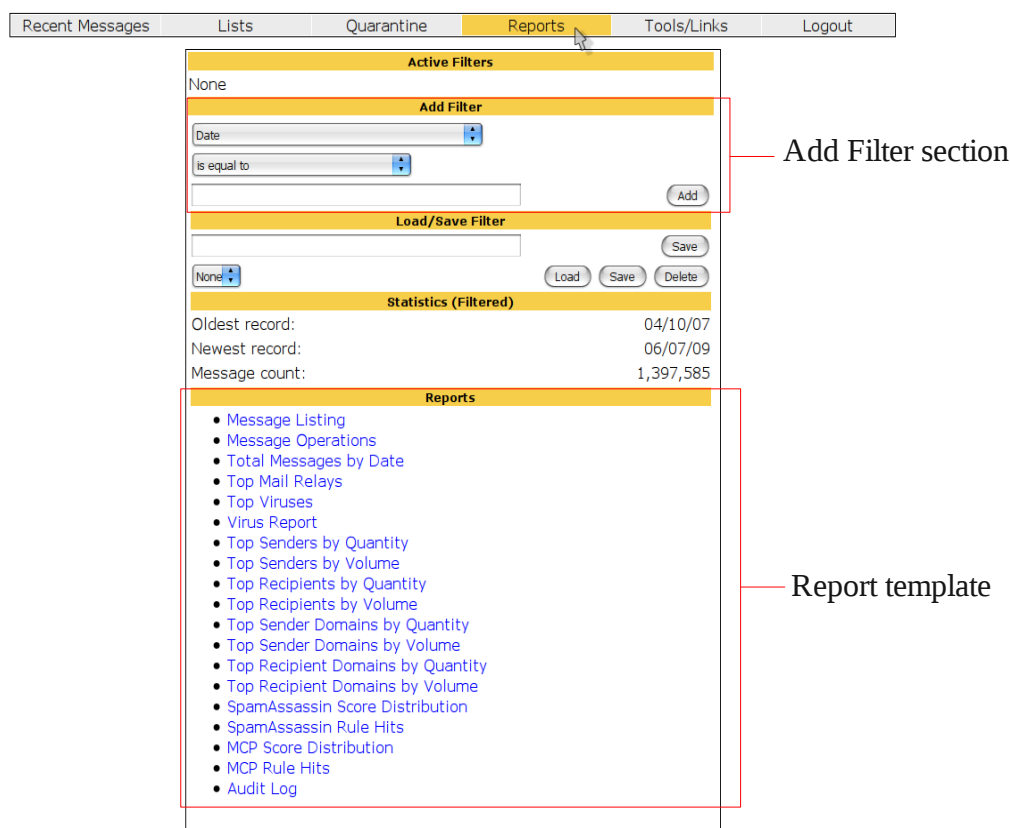 Recent Messages Lists Quarantine Reports Tools/Links Logout
Active Filters
None
Add Filter
Date
is equal to
Add
Add Filter section
Load/Save Filter
Save
None Load Save Delete
Statistics (Filtered)
Oldest record: 04/10/07
Newest record: 06/07/09
Message count: 1,397,585
Reports
• Message Listing
• Message Operations
• Total Messages by Date
• Top Mail Relays
• Top Viruses
• Virus Report
• Top Senders by Quantity
• Top Senders by Volume
• Top Recipients by Quantity
• Top Recipients by Volume
• Top Sender Domains by Quantity
• Top Sender Domains by Volume
• Top Recipient Domains by Quantity
• Top Recipient Domains by Volume
• SpamAssassin Score Distribution
• SpamAssassin Rule Hits
• MCP Score Distribution
• MCP Rule Hits
• Audit Log
Report template